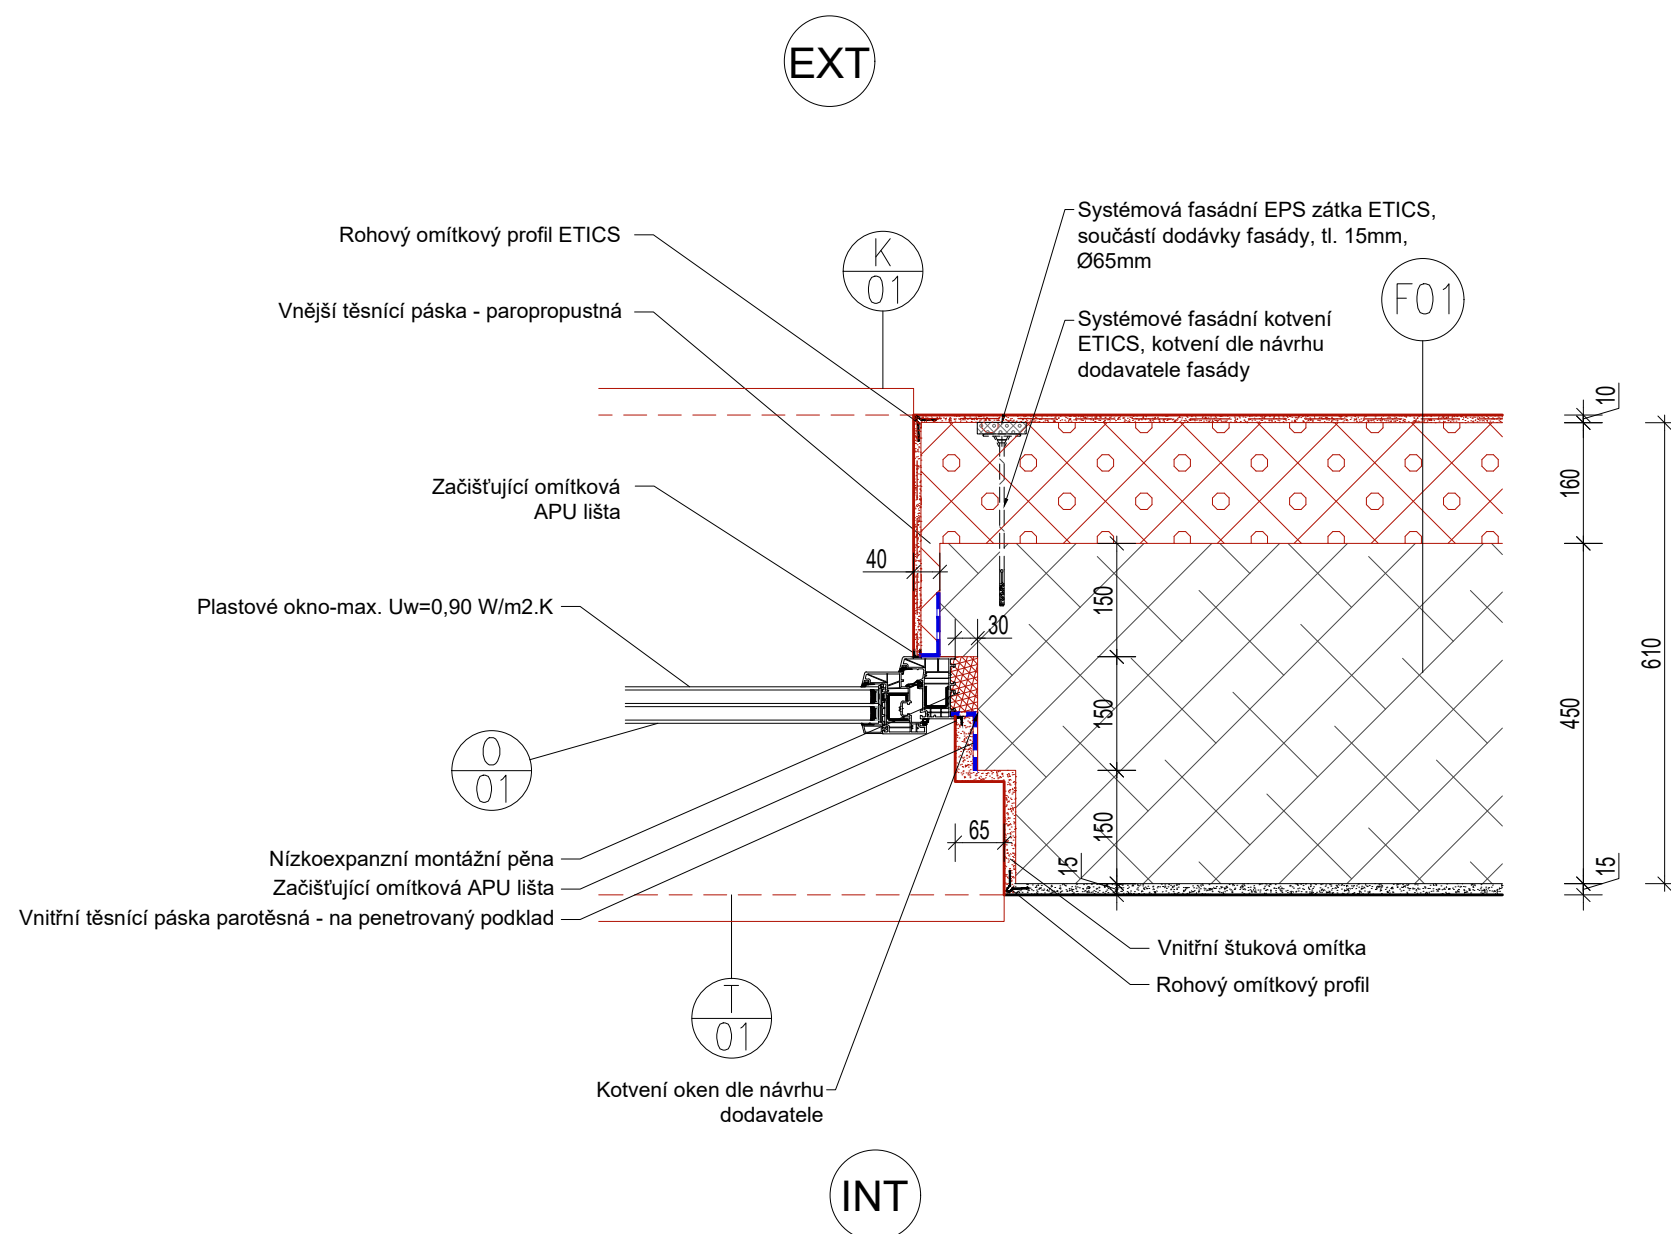 EXT
Rohový omítkový profil ETICS
Vnější těsnící páska - paropropustná
K
01
Systémová fasádní EPS zátka ETICS,
součástí dodávky fasády, tl. 15mm,
Ø65mm
Systémové fasádní kotvení
ETICS, kotvení dle návrhu
dodavatele fasády
F01
10
160
Začišťující omítková
APU lišta
40
150
30
Plastové okno-max. Uw=0,90 W/m2.K
610
150
450
O
01
65
150
15
15
Nízkoexpanzní montážní pěna
Začišťující omítková APU lišta
Vnitřní těsnící páska parotěsná - na penetrovaný podklad
Vnitřní štuková omítka
Rohový omítkový profil
T
01
Kotvení oken dle návrhu
dodavatele
INT